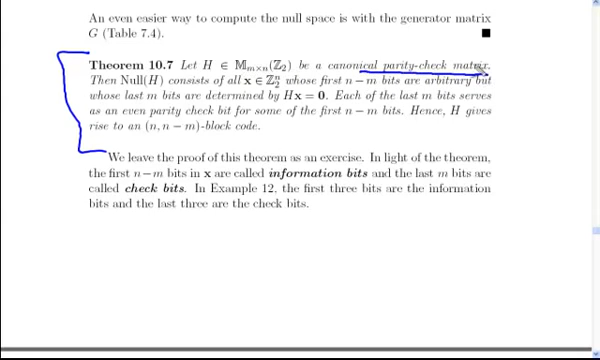 An even easier way to compute the null space is with the generator matrix
G (Table 7.4). ■
Theorem 10.7 Let H ∈ 𝕄ₘₓₙ(ℤ₂) be a canonical parity-check matrix.
Then Null(H) consists of all x ∈ ℤ₂ⁿ whose first n − m bits are arbitrary but
whose last m bits are determined by Hx = 0. Each of the last m bits serves
as an even parity check bit for some of the first n − m bits. Hence, H gives
rise to an (n, n − m)-block code.
We leave the proof of this theorem as an exercise. In light of the theorem,
the first n − m bits in x are called information bits and the last m bits are
called check bits. In Example 12, the first three bits are the information
bits and the last three are the check bits.